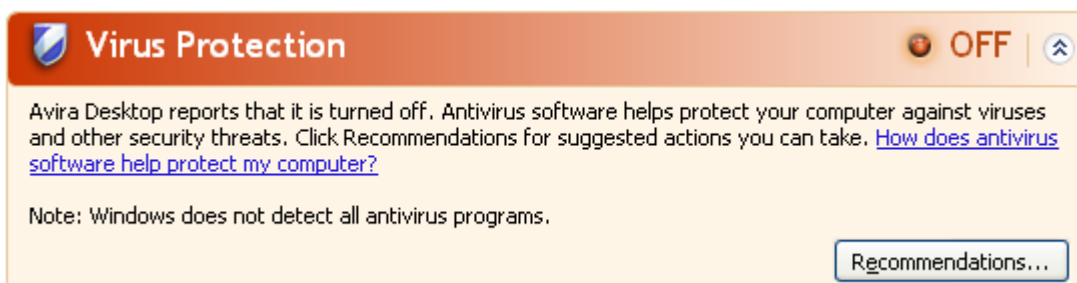 Virus Protection OFF
Avira Desktop reports that it is turned off. Antivirus software helps protect your computer against viruses
and other security threats. Click Recommendations for suggested actions you can take. How does antivirus
software help protect my computer?
Note: Windows does not detect all antivirus programs.
Recommendations...